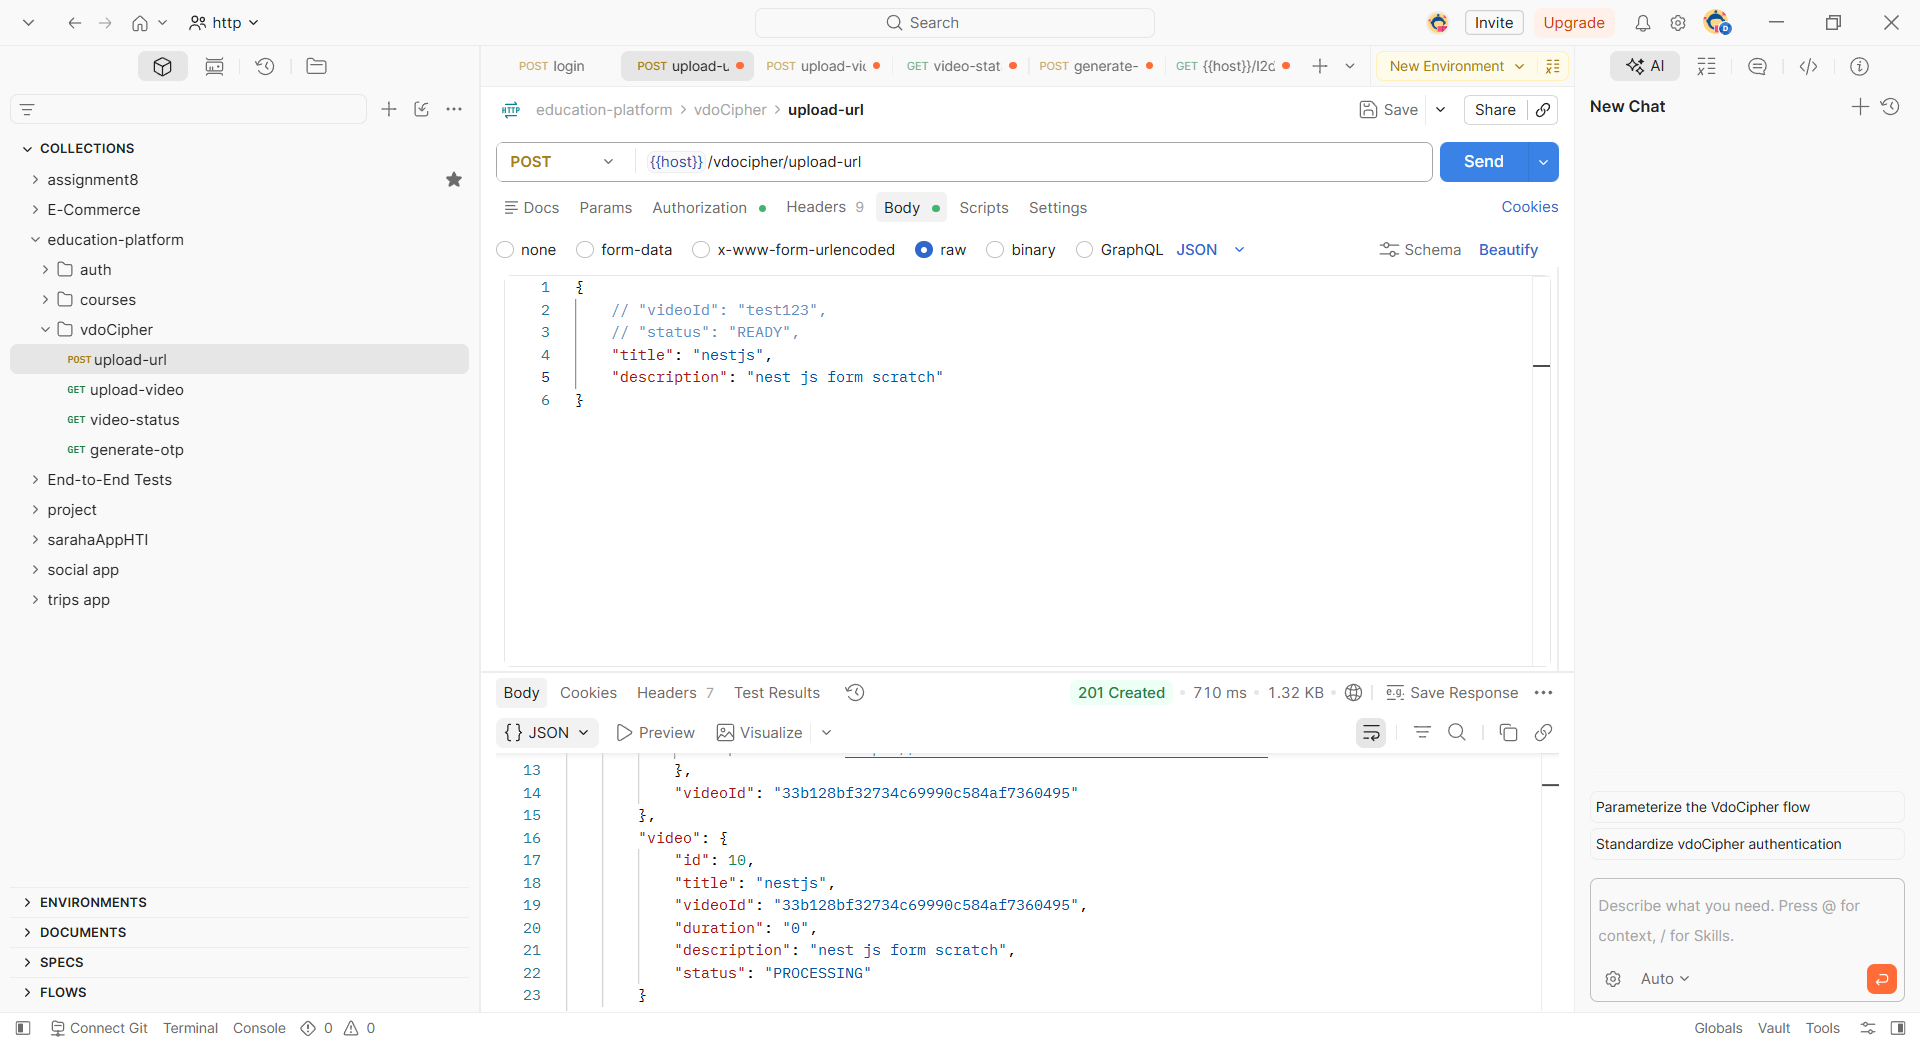 http
Search
Invite
Upgrade
POST login
POST upload-u
POST upload-vic
GET video-stat
POST generate-
GET {{host}}/l2c
New Environment
AI
New Chat
education-platform > vdoCipher > upload-url
Save
Share
COLLECTIONS
assignment8
E-Commerce
education-platform
auth
courses
vdoCipher
POST upload-url
GET upload-video
GET video-status
GET generate-otp
End-to-End Tests
project
sarahaAppHTI
social app
trips app
ENVIRONMENTS
DOCUMENTS
SPECS
FLOWS
POST {{host}}/vdocipher/upload-url
Send
Docs Params Authorization Headers 9 Body Scripts Settings
Cookies
none form-data x-www-form-urlencoded raw binary GraphQL JSON
Schema Beautify
1 {
2 // "videoId": "test123",
3 // "status": "READY",
4 "title": "nestjs",
5 "description": "nest js form scratch"
6 }
Body Cookies Headers 7 Test Results
201 Created 710 ms 1.32 KB e.g. Save Response
{} JSON Preview Visualize
13 },
14 "videoId": "33b128bf32734c69990c584af7360495"
15 },
16 "video": {
17 "id": 10,
18 "title": "nestjs",
19 "videoId": "33b128bf32734c69990c584af7360495",
20 "duration": "0",
21 "description": "nest js form scratch",
22 "status": "PROCESSING"
23 }
Parameterize the VdoCipher flow
Standardize vdoCipher authentication
Describe what you need. Press @ for
context, / for Skills.
Auto
Connect Git Terminal Console 0 0
Globals Vault Tools